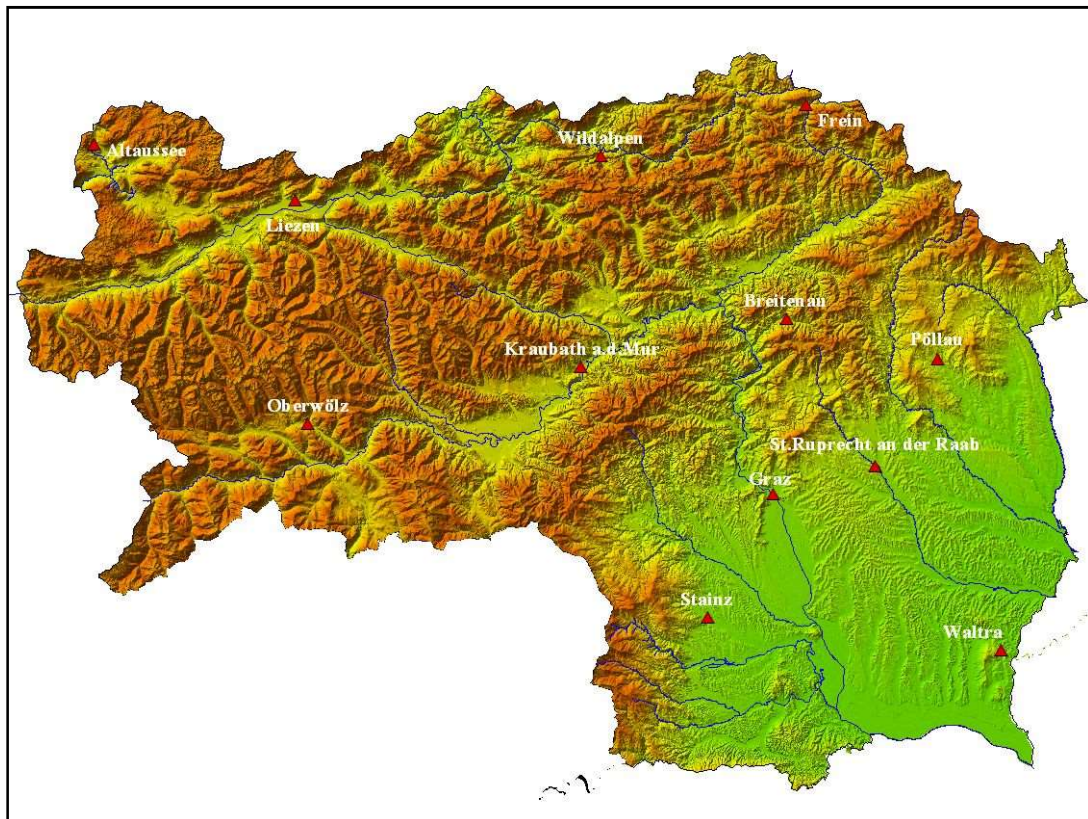 Frein
Wildalpen
Altaussee
Liezen
Breitenau
Kraubath a.d.Mur
Pöllau
Oberwölz
St.Ruprecht an der Raab
Graz
Stainz
Waltra